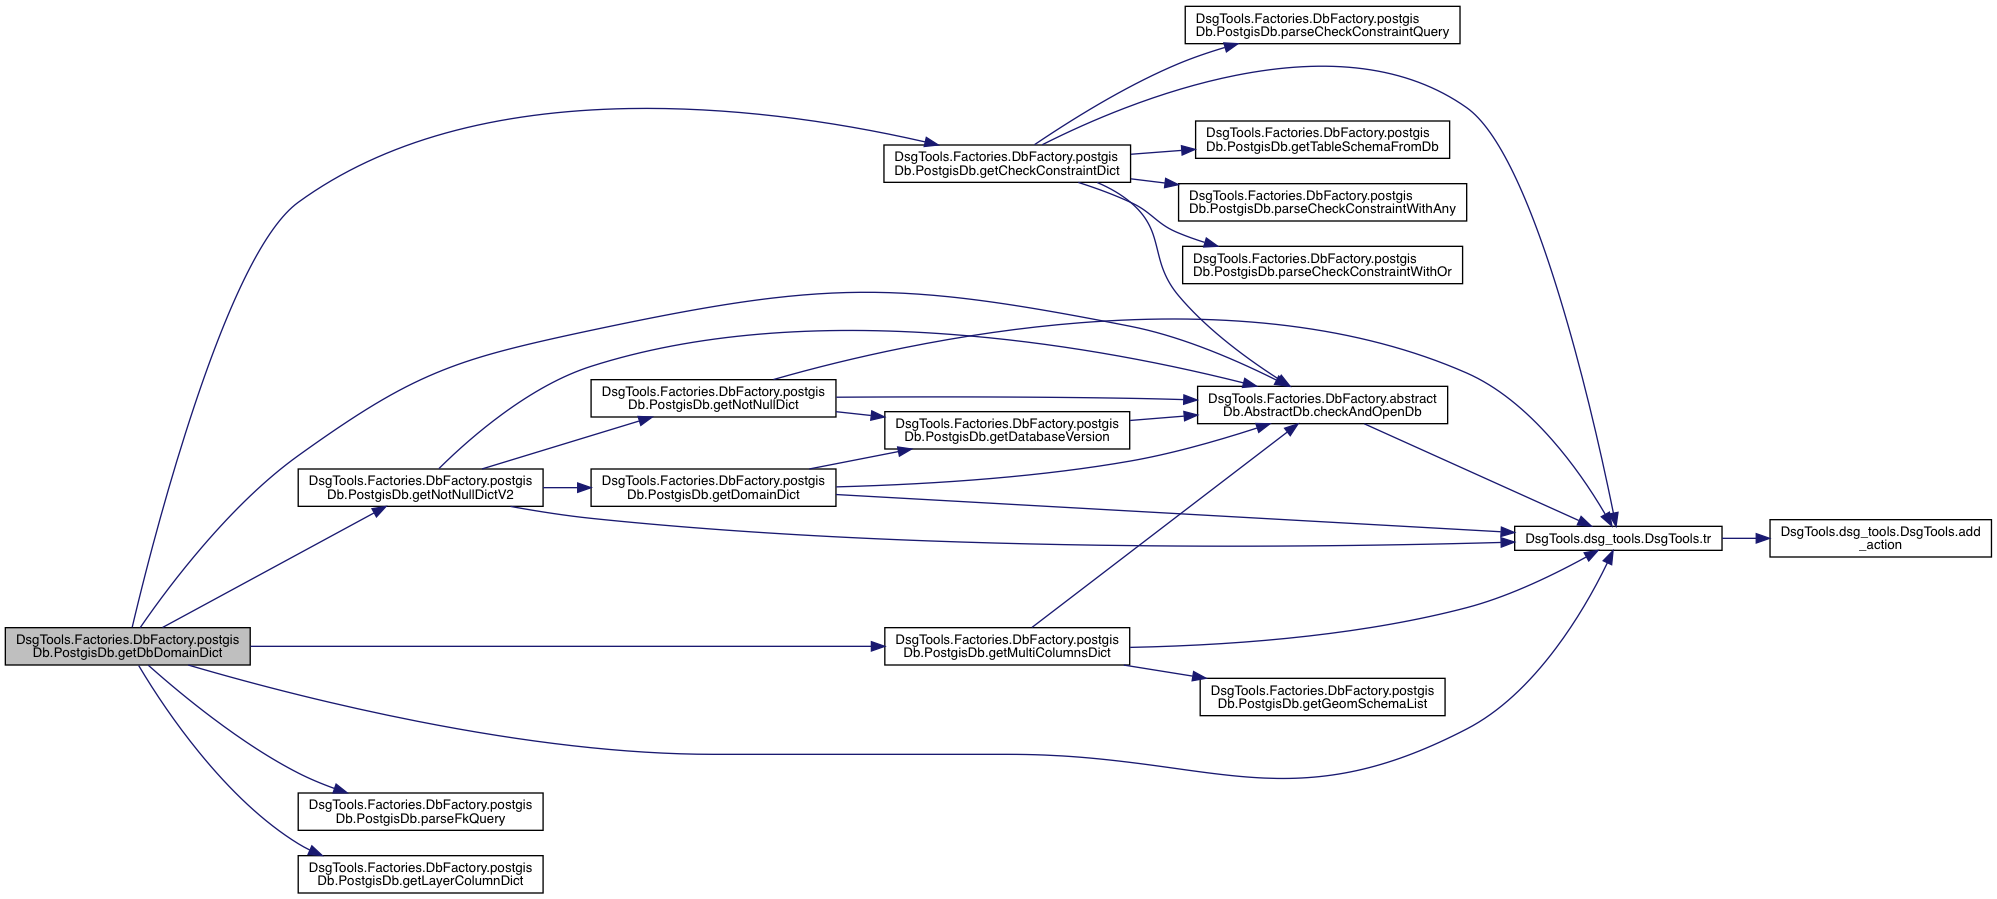 DsgTools.Factories.DbFactory.postgis
Db.PostgisDb.parseCheckConstraintQuery
DsgTools.Factories.DbFactory.postgis
Db.PostgisDb.getTableSchemaFromDb
DsgTools.Factories.DbFactory.postgis
Db.PostgisDb.getCheckConstraintDict
DsgTools.Factories.DbFactory.postgis
Db.PostgisDb.parseCheckConstraintWithAny
DsgTools.Factories.DbFactory.postgis
Db.PostgisDb.parseCheckConstraintWithOr
DsgTools.Factories.DbFactory.postgis
Db.PostgisDb.getNotNullDict
DsgTools.Factories.DbFactory.abstract
Db.AbstractDb.checkAndOpenDb
DsgTools.Factories.DbFactory.postgis
Db.PostgisDb.getDatabaseVersion
DsgTools.Factories.DbFactory.postgis
Db.PostgisDb.getNotNullDictV2
DsgTools.Factories.DbFactory.postgis
Db.PostgisDb.getDomainDict
DsgTools.dsg_tools.DsgTools.tr
DsgTools.dsg_tools.DsgTools.add
_action
DsgTools.Factories.DbFactory.postgis
Db.PostgisDb.getDbDomainDict
DsgTools.Factories.DbFactory.postgis
Db.PostgisDb.getMultiColumnsDict
DsgTools.Factories.DbFactory.postgis
Db.PostgisDb.getGeomSchemaList
DsgTools.Factories.DbFactory.postgis
Db.PostgisDb.parseFkQuery
DsgTools.Factories.DbFactory.postgis
Db.PostgisDb.getLayerColumnDict